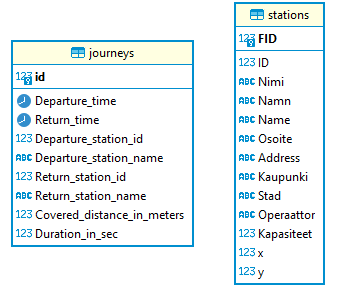 journeys
123 id
Departure_time
Return_time
123 Departure_station_id
ABC Departure_station_name
123 Return_station_id
ABC Return_station_name
123 Covered_distance_in_meters
123 Duration_in_sec
stations
123 FID
123 ID
ABC Nimi
ABC Namn
ABC Name
ABC Osoite
ABC Address
ABC Kaupunki
ABC Stad
ABC Operaattor
123 Kapasiteet
123 x
123 y